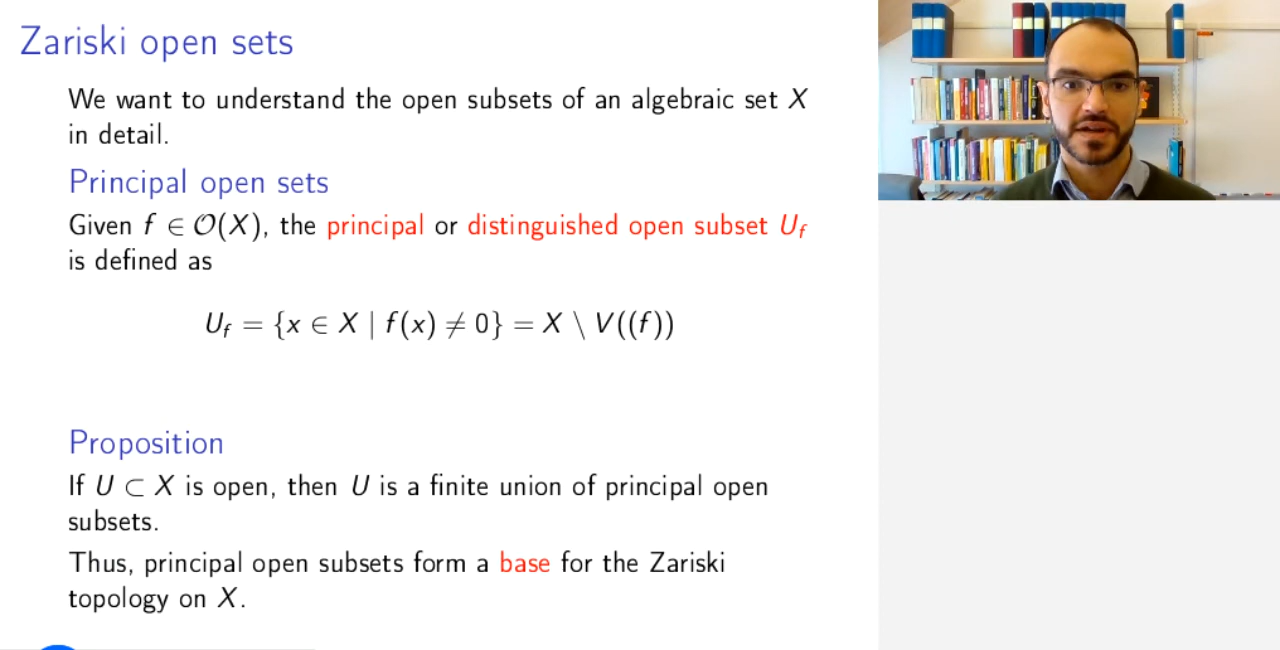 Zariski open sets
We want to understand the open subsets of an algebraic set X
in detail.
Principal open sets
Given f ∈ 𝒪(X), the principal or distinguished open subset U_f
is defined as
U_f = {x ∈ X | f(x) ≠ 0} = X \ V((f))
Proposition
If U ⊂ X is open, then U is a finite union of principal open
subsets.
Thus, principal open subsets form a base for the Zariski
topology on X.